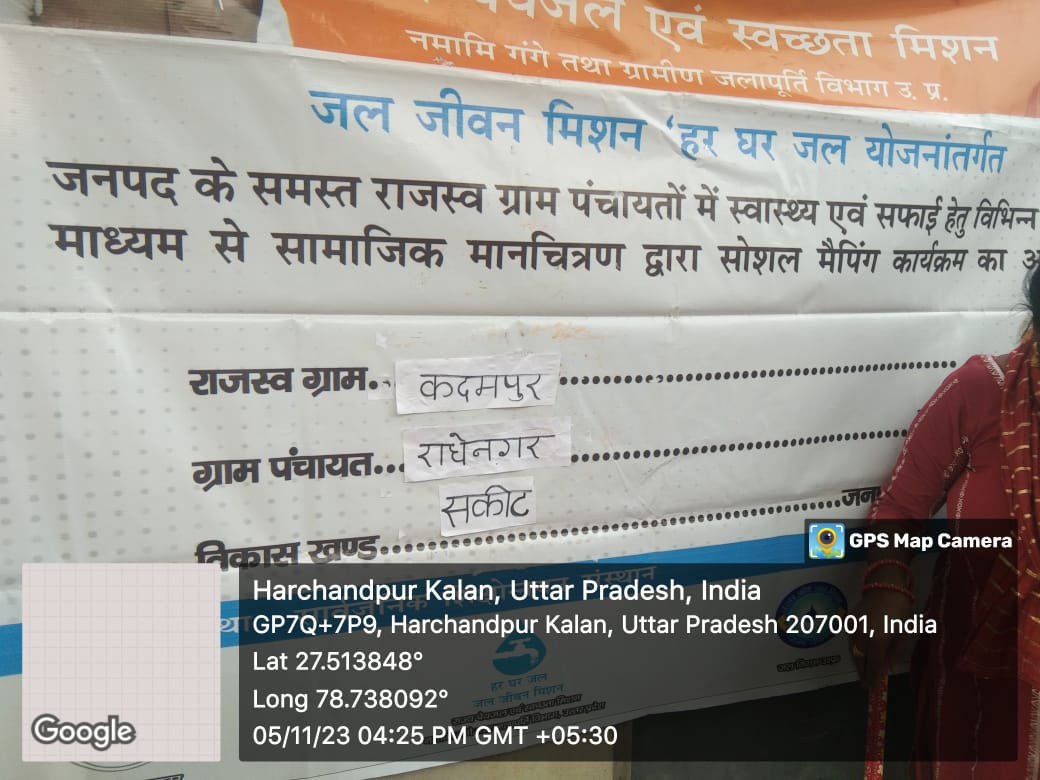 एवं स्वच्छता मिशन
नमामि गंगे तथा ग्रामीण जलापूर्ति विभाग उ. प्र.
जल जीवन मिशन ‘हर घर जल योजनांतर्गत
जनपद के समस्त राजस्व ग्राम पंचायतों में स्वास्थ्य एवं सफाई हेतु विभिन्न
माध्यम से सामाजिक मानचित्रण द्वारा सोशल मैपिंग कार्यक्रम का
राजस्व ग्राम.. कदमपुर
ग्राम पंचायत... राधेनगर
सकीट
विकास खण्ड
GPS Map Camera
संस्थान
Harchandpur Kalan, Uttar Pradesh, India
GP7Q+7P9, Harchandpur Kalan, Uttar Pradesh 207001, India
Lat 27.513848°
Long 78.738092°
05/11/23 04:25 PM GMT +05:30
हर घर जल
जल जीवन मिशन
Google